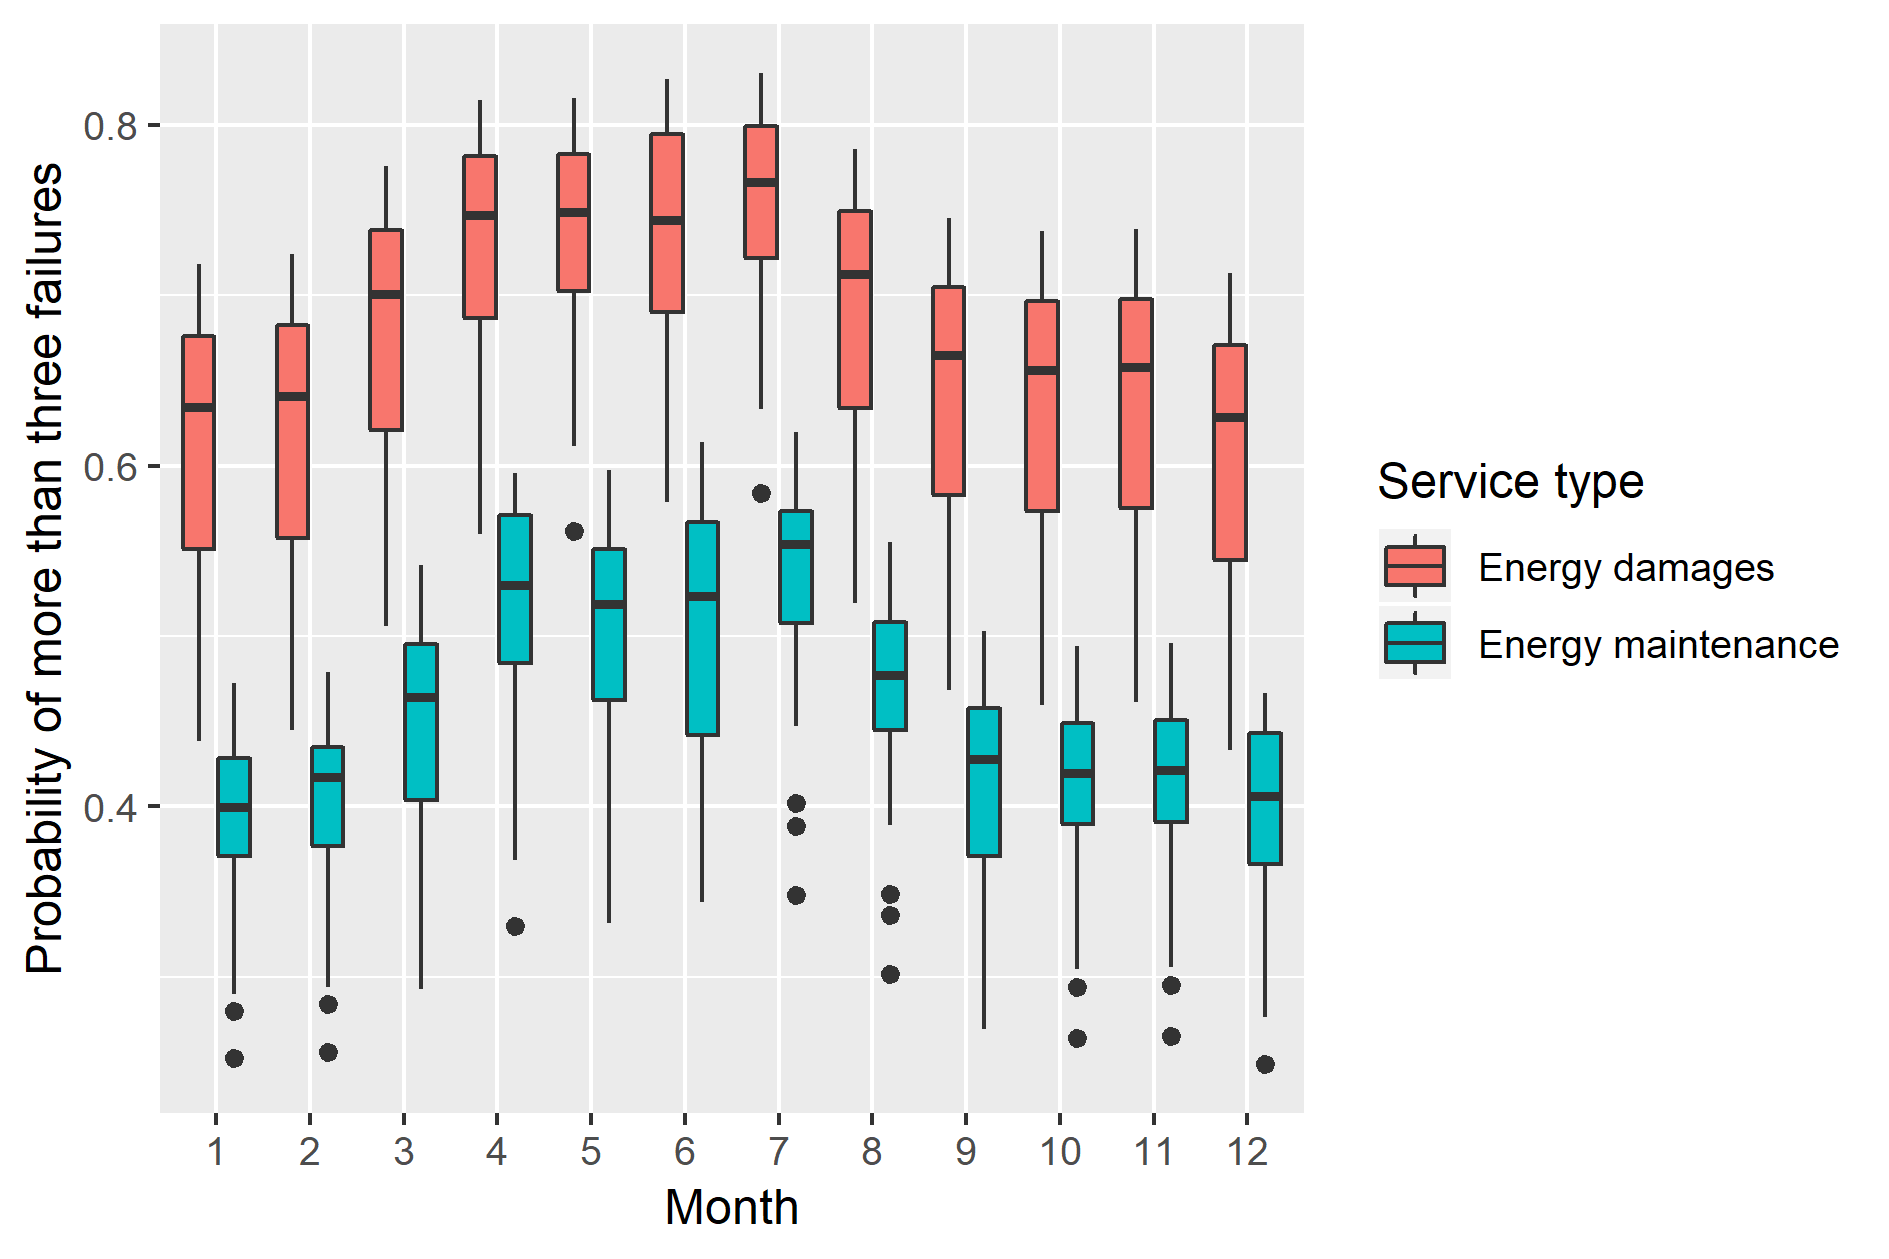 Probability of more than three failures
0.8
0.6
0.4
1 2 3 4 5 6 7 8 9 10 11 12
Month
Service type
Energy damages
Energy maintenance